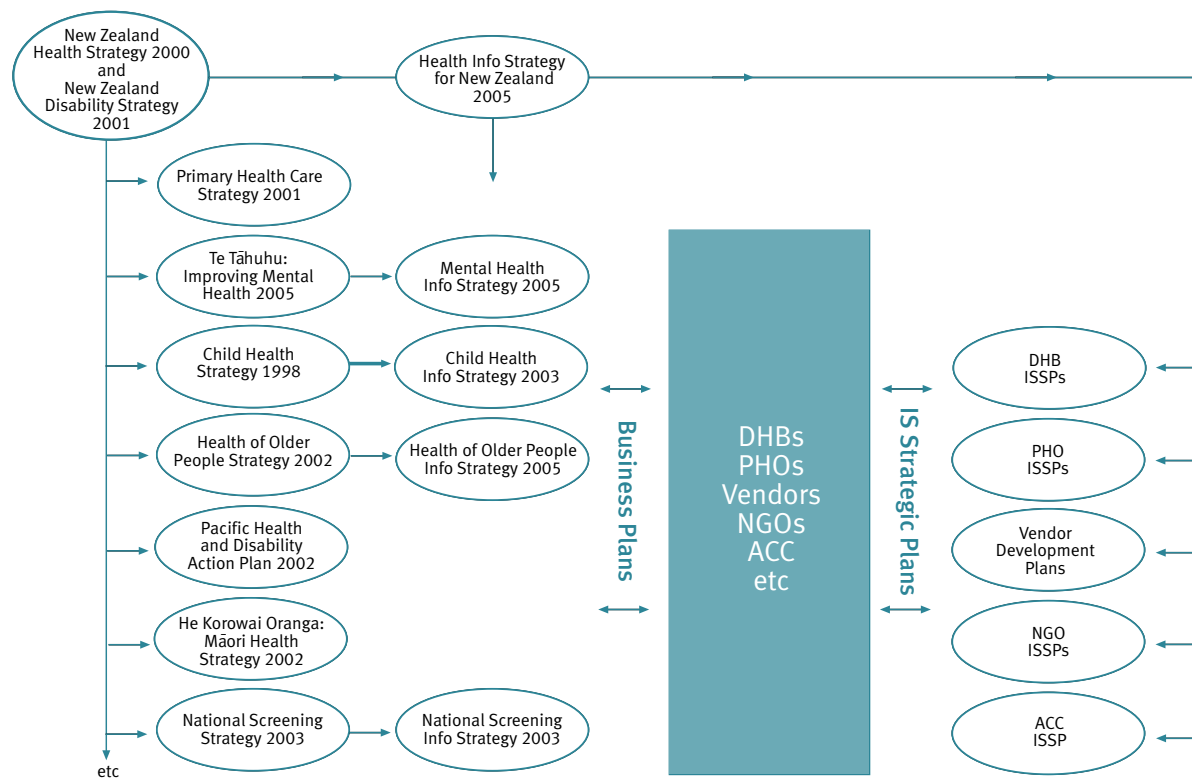 New Zealand
Health Strategy 2000
and
New Zealand
Disability Strategy
2001
Health Info Strategy
for New Zealand
2005
Primary Health Care
Strategy 2001
Te Tāhuhu:
Improving Mental
Health 2005
Mental Health
Info Strategy 2005
Child Health
Strategy 1998
Child Health
Info Strategy 2003
Health of Older
People Strategy 2002
Health of Older People
Info Strategy 2005
Pacific Health
and Disability
Action Plan 2002
He Korowai Oranga:
Māori Health
Strategy 2002
National Screening
Strategy 2003
National Screening
Info Strategy 2003
etc
Business Plans
DHBs
PHOs
Vendors
NGOs
ACC
etc
IS Strategic Plans
DHB
ISSPs
PHO
ISSPs
Vendor
Development
Plans
NGO
ISSPs
ACC
ISSP